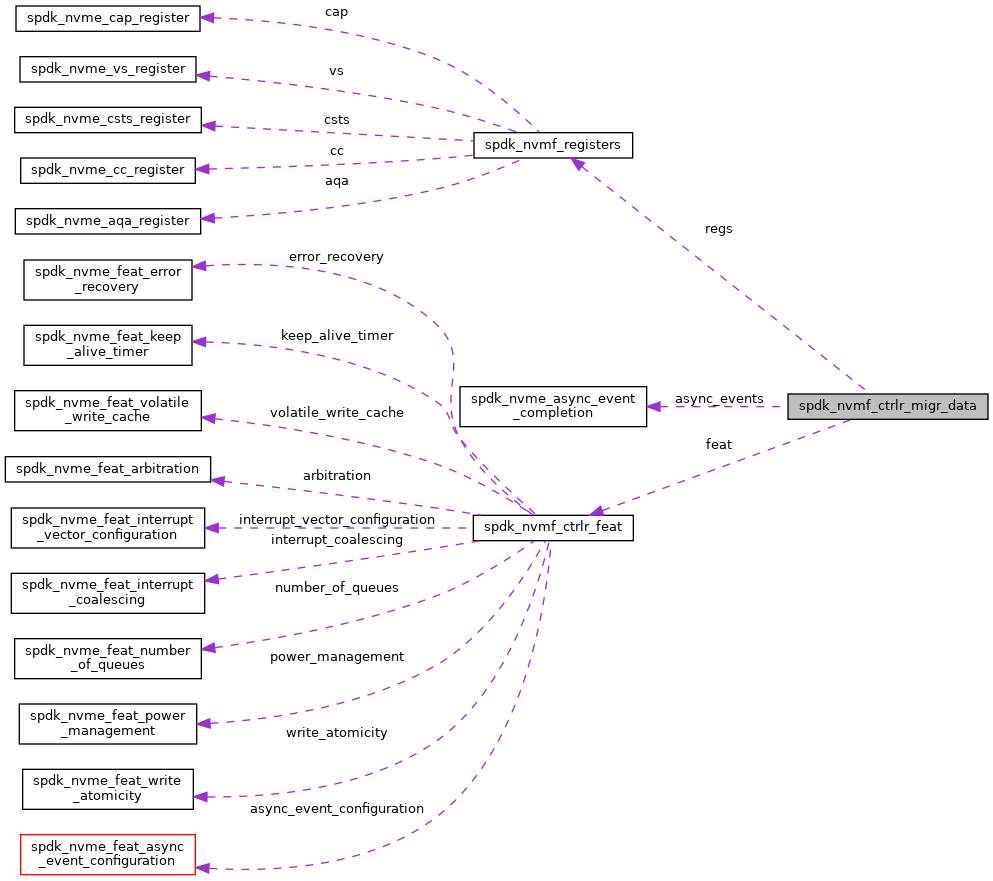 spdk_nvme_cap_register
cap
spdk_nvme_vs_register
vs
spdk_nvme_csts_register
csts
spdk_nvmf_registers
cc
spdk_nvme_cc_register
aqa
spdk_nvme_aqa_register
regs
error_recovery
spdk_nvme_feat_error
_recovery
keep_alive_timer
spdk_nvme_feat_keep
_alive_timer
spdk_nvme_async_event
_completion
async_events
spdk_nvmf_ctrlr_migr_data
spdk_nvme_feat_volatile
_write_cache
volatile_write_cache
feat
spdk_nvme_feat_arbitration
arbitration
spdk_nvme_feat_interrupt
_vector_configuration
interrupt_vector_configuration
spdk_nvmf_ctrlr_feat
interrupt_coalescing
spdk_nvme_feat_interrupt
_coalescing
number_of_queues
spdk_nvme_feat_number
_of_queues
power_management
spdk_nvme_feat_power
_management
write_atomicity
spdk_nvme_feat_write
_atomicity
async_event_configuration
spdk_nvme_feat_async
_event_configuration